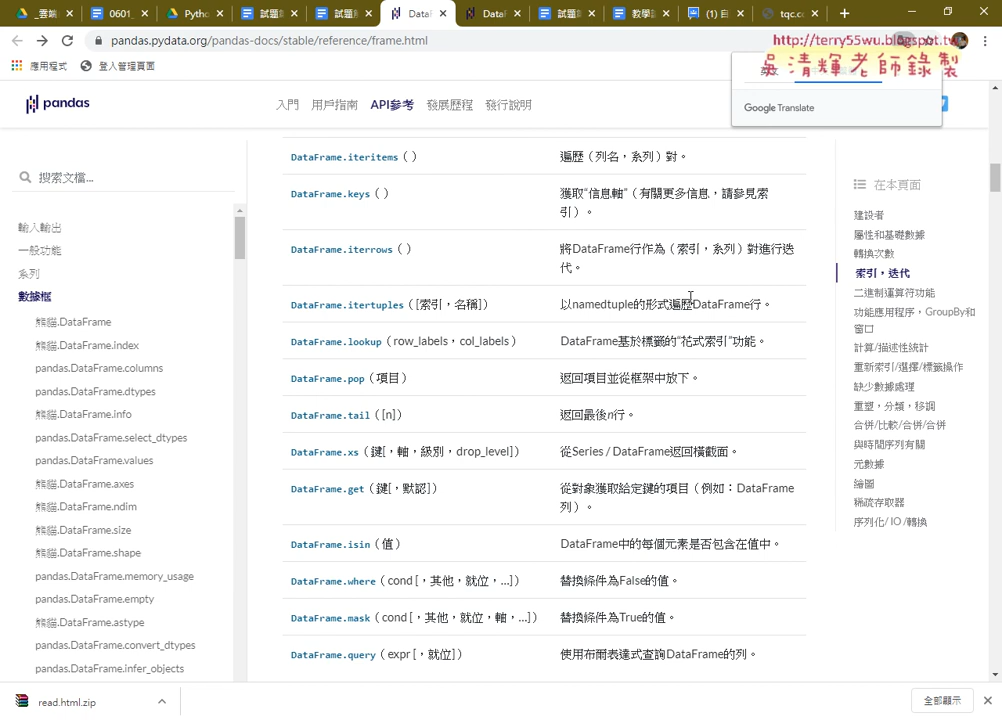 _雲端
0601_
Pytho
試題
試題
DataF
DataF
試題
教學
(1) 自
tqc.cc
pandas.pydata.org/pandas-docs/stable/reference/frame.html
http://terry55wu.blogspot.tw
吳清輝老師錄製
應用程式
登入管理頁面
英文
Google Translate
pandas
入門
用戶指南
API參考
發展歷程
發行說明
搜索文檔...
輸入輸出
一般功能
系列
數據框
熊貓.DataFrame
熊貓.DataFrame.index
pandas.DataFrame.columns
pandas.DataFrame.dtypes
熊貓.DataFrame.info
pandas.DataFrame.select_dtypes
pandas.DataFrame.values
熊貓.DataFrame.axes
熊貓.DataFrame.ndim
熊貓.DataFrame.size
熊貓.DataFrame.shape
pandas.DataFrame.memory_usage
pandas.DataFrame.empty
熊貓.DataFrame.astype
pandas.DataFrame.convert_dtypes
pandas.DataFrame.infer_objects
DataFrame.iteritems（）
遍歷（列名，系列）對。
DataFrame.keys（）
獲取“信息軸”（有關更多信息，請參見索
引）。
DataFrame.iterrows（）
將DataFrame行作為（索引，系列）對進行迭
代。
DataFrame.itertuples（[索引，名稱]）
以namedtuple的形式遍歷DataFrame行。
DataFrame.lookup（row_labels，col_labels）
DataFrame基於標籤的“花式索引”功能。
DataFrame.pop（項目）
返回項目並從框架中放下。
DataFrame.tail（[n]）
返回最後n行。
DataFrame.xs（鍵[，軸，級別，drop_level]）
從Series / DataFrame返回橫截面。
DataFrame.get（鍵[，默認]）
從對象獲取給定鍵的項目（例如：DataFrame
列）。
DataFrame.isin（值）
DataFrame中的每個元素是否包含在值中。
DataFrame.where（cond [，其他，就位，...]）
替換條件為False的值。
DataFrame.mask（cond [，其他，就位，軸，...]）
替換條件為True的值。
DataFrame.query（expr [，就位]）
使用布爾表達式查詢DataFrame的列。
在本頁面
建設者
屬性和基礎數據
轉換次數
索引，迭代
二進制運算符功能
功能應用程序，GroupBy和
窗口
計算/描述性統計
重新索引/選擇/標籤操作
缺少數據處理
重塑，分類，移調
合併/比較/合併/合併
與時間序列有關
元數據
繪圖
稀疏存取器
序列化/ IO /轉換
read.html.zip
全部顯示